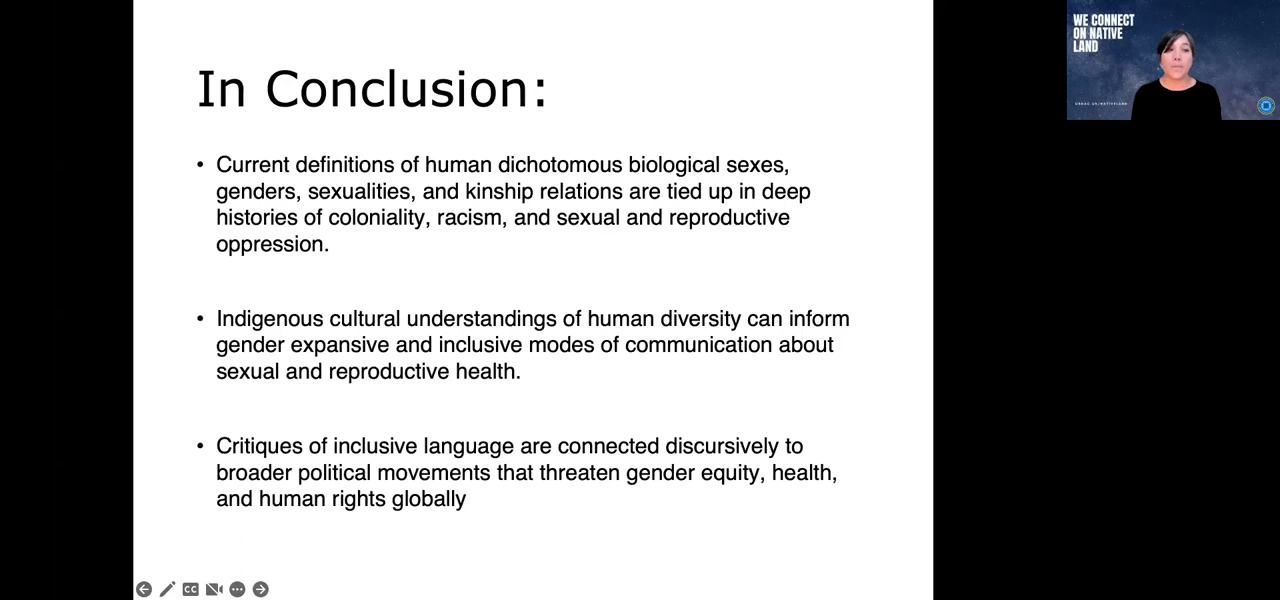 In Conclusion:
• Current definitions of human dichotomous biological sexes,
genders, sexualities, and kinship relations are tied up in deep
histories of coloniality, racism, and sexual and reproductive
oppression.
• Indigenous cultural understandings of human diversity can inform
gender expansive and inclusive modes of communication about
sexual and reproductive health.
• Critiques of inclusive language are connected discursively to
broader political movements that threaten gender equity, health,
and human rights globally
CC
WE CONNECT
ON NATIVE
LAND